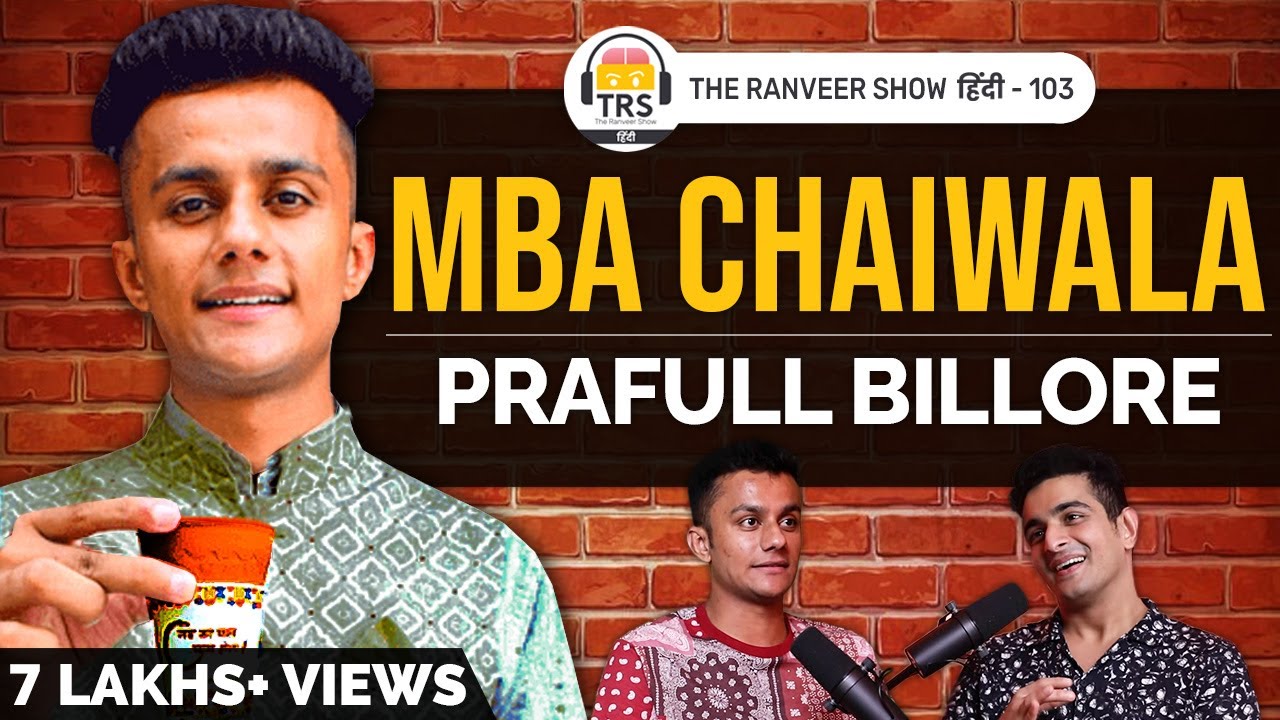 THE RANVEER SHOW हिंदी - 103
TRS
The Ranveer Show
हिंदी
MBA CHAIWALA
PRAFULL BILLORE
7 LAKHS+ VIEWS